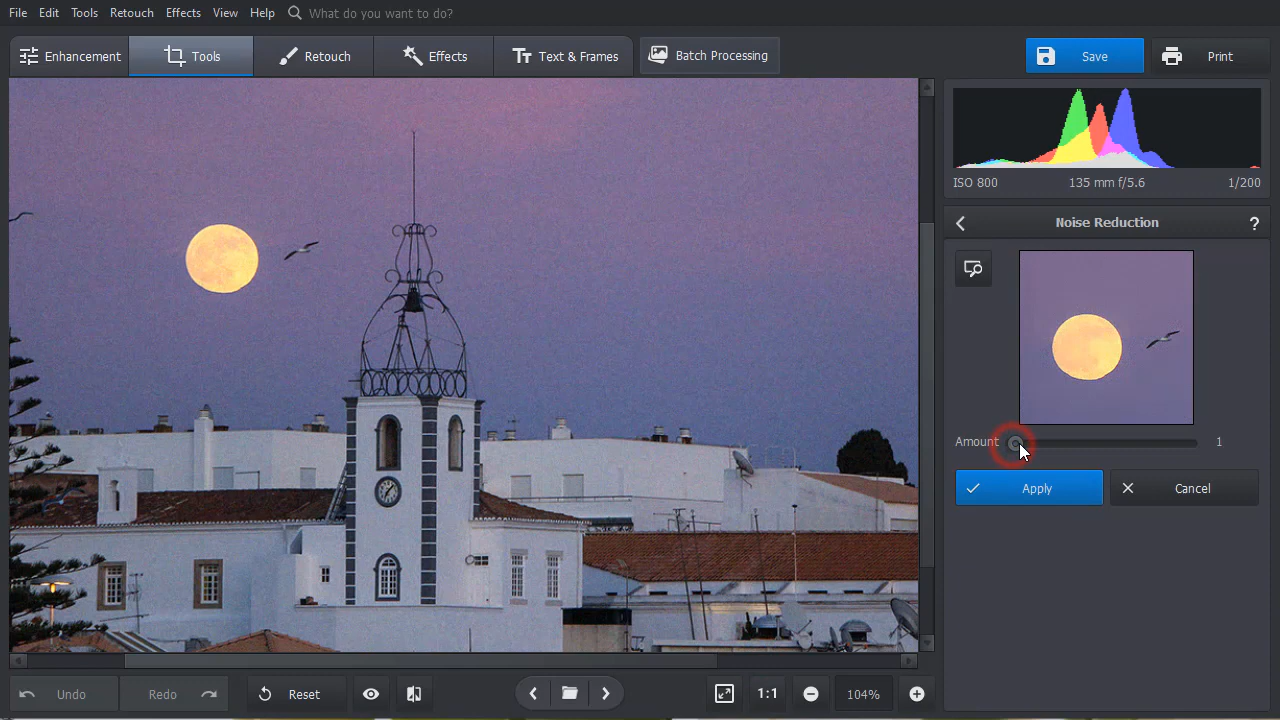 File Edit Tools Retouch Effects View Help What do you want to do?
Enhancement Tools Retouch Effects Text & Frames Batch Processing Save Print
ISO 800 135 mm f/5.6 1/200
Noise Reduction ?
Amount 1
Apply Cancel
Undo Redo Reset 1:1 104%